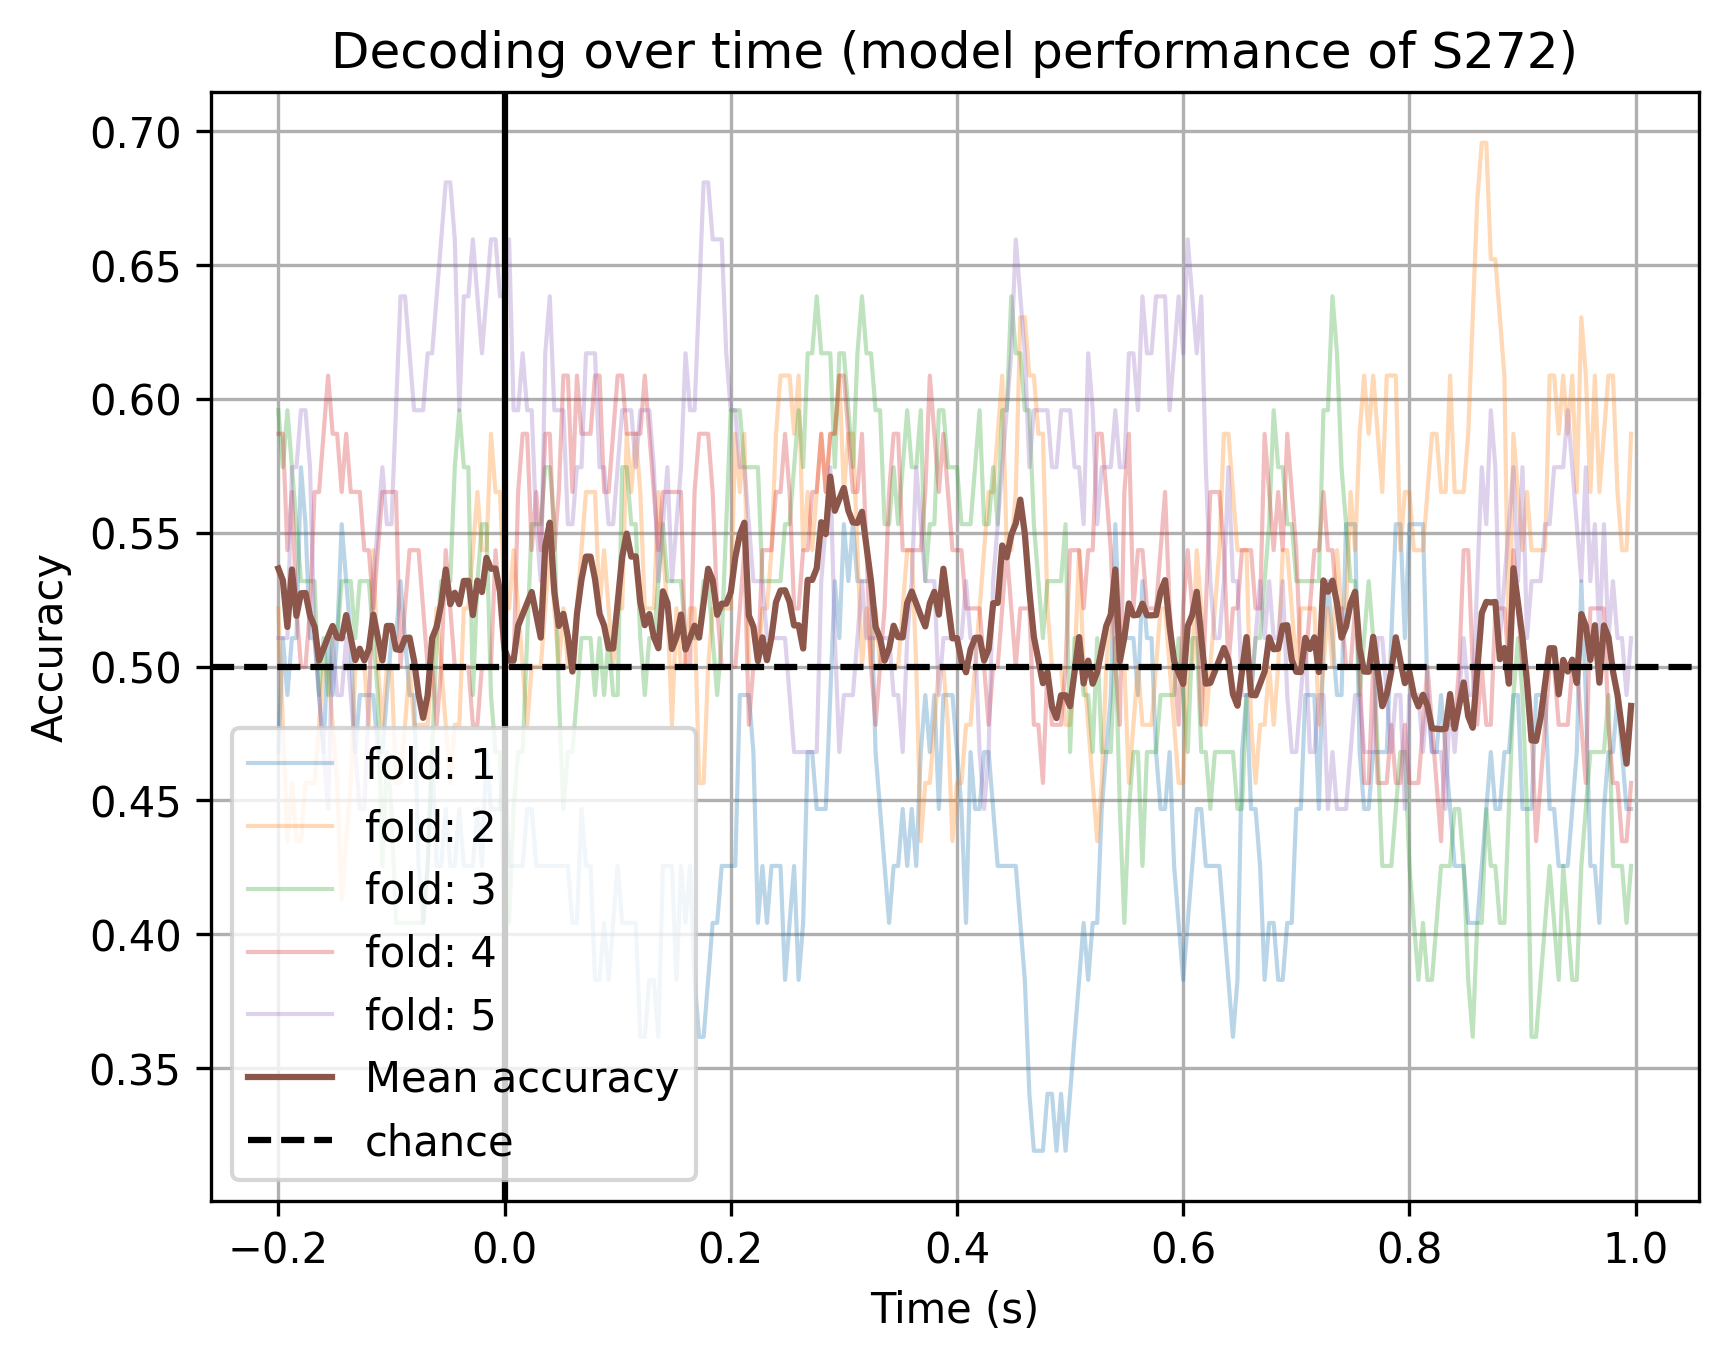 Decoding over time (model performance of S272)
0.70
0.65
0.60
0.55
0.50
0.45
0.40
0.35
Accuracy
fold: 1
fold: 2
fold: 3
fold: 4
fold: 5
Mean accuracy
chance
−0.2 0.0 0.2 0.4 0.6 0.8 1.0
Time (s)